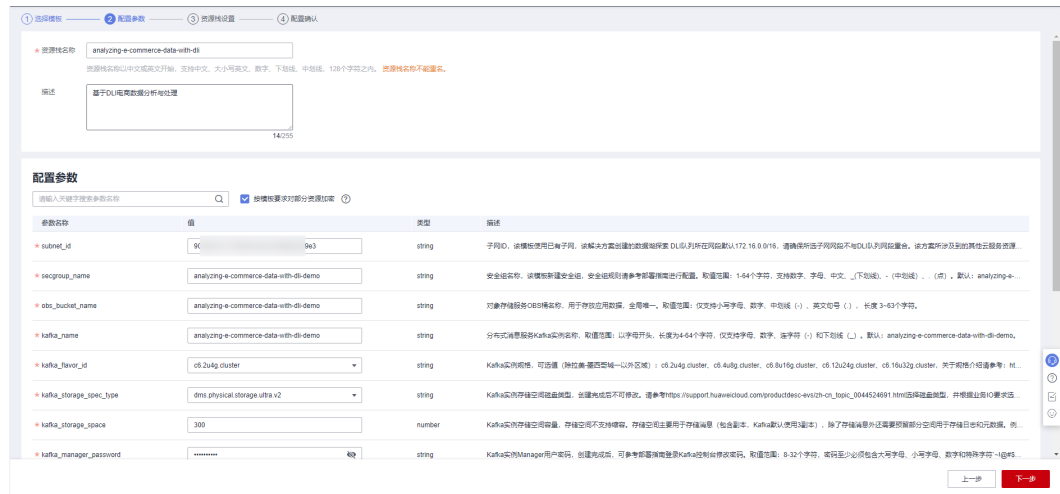 1 选择模板 2 配置参数 3 资源栈设置 4 配置确认
* 资源栈名称 analyzing-e-commerce-data-with-dli
资源栈名称以中文或英文开始，支持中文、大小写英文、数字、下划线、中划线，128个字符之内。 资源栈名称不能重名。
描述 基于DLI电商数据分析与处理
14/255
配置参数
请输入关键字搜索参数名称 按模板要求对部分资源加密
参数名称 值 类型 描述
* subnet_id 90 9e3 string 子网ID，该模板使用已有子网，该解决方案创建的数据湖探索 DLI队列所在网段默认172.16.0.0/16，请确保所选子网网段不与DLI队列网段重合。该方案所涉及到的其他云服务资源...
* secgroup_name analyzing-e-commerce-data-with-dli-demo string 安全组名称，该模板新建安全组，安全组规则请参考部署指南进行配置。取值范围：1-64个字符，支持数字、字母、中文、_(下划线)、-（中划线）、.（点）。默认：analyzing-e-...
* obs_bucket_name analyzing-e-commerce-data-with-dli-demo string 对象存储服务OBS桶名称，用于存放应用数据，全局唯一。取值范围：仅支持小写字母、数字、中划线（-）、英文句号（.），长度 3~63个字符。
* kafka_name analyzing-e-commerce-data-with-dli-demo string 分布式消息服务Kafka实例名称，取值范围：以字母开头，长度为4-64个字符，仅支持字母、数字、连字符（-）和下划线（_）。默认：analyzing-e-commerce-data-with-dli-demo。
* kafka_flavor_id c6.2u4g.cluster string Kafka实例规格，可选值（除拉美-墨西哥城一以外区域）：c6.2u4g.cluster，c6.4u8g.cluster，c6.8u16g.cluster，c6.12u24g.cluster，c6.16u32g.cluster，关于规格介绍请参考：ht...
* kafka_storage_spec_type dms.physical.storage.ultra.v2 string Kafka实例存储空间磁盘类型，创建完成后不可修改。请参考https://support.huaweicloud.com/productdesc-evs/zh-cn_topic_0044524691.html选择磁盘类型，并根据业务IO要求选...
* kafka_storage_space 300 number Kafka实例存储空间容量，存储空间不支持缩容。存储空间主要用于存储消息（包含副本，Kafka默认使用3副本），除了存储消息外还需要预留部分空间用于存储日志和元数据。例...
* kafka_manager_password •••••••••• string Kafka实例Manager用户密码，创建完成后，可参考部署指南登录Kafka控制台修改密码。取值范围：8-32个字符，密码至少必须包含大写字母、小写字母、数字和特殊字符`~!@#$...
上一步 下一步